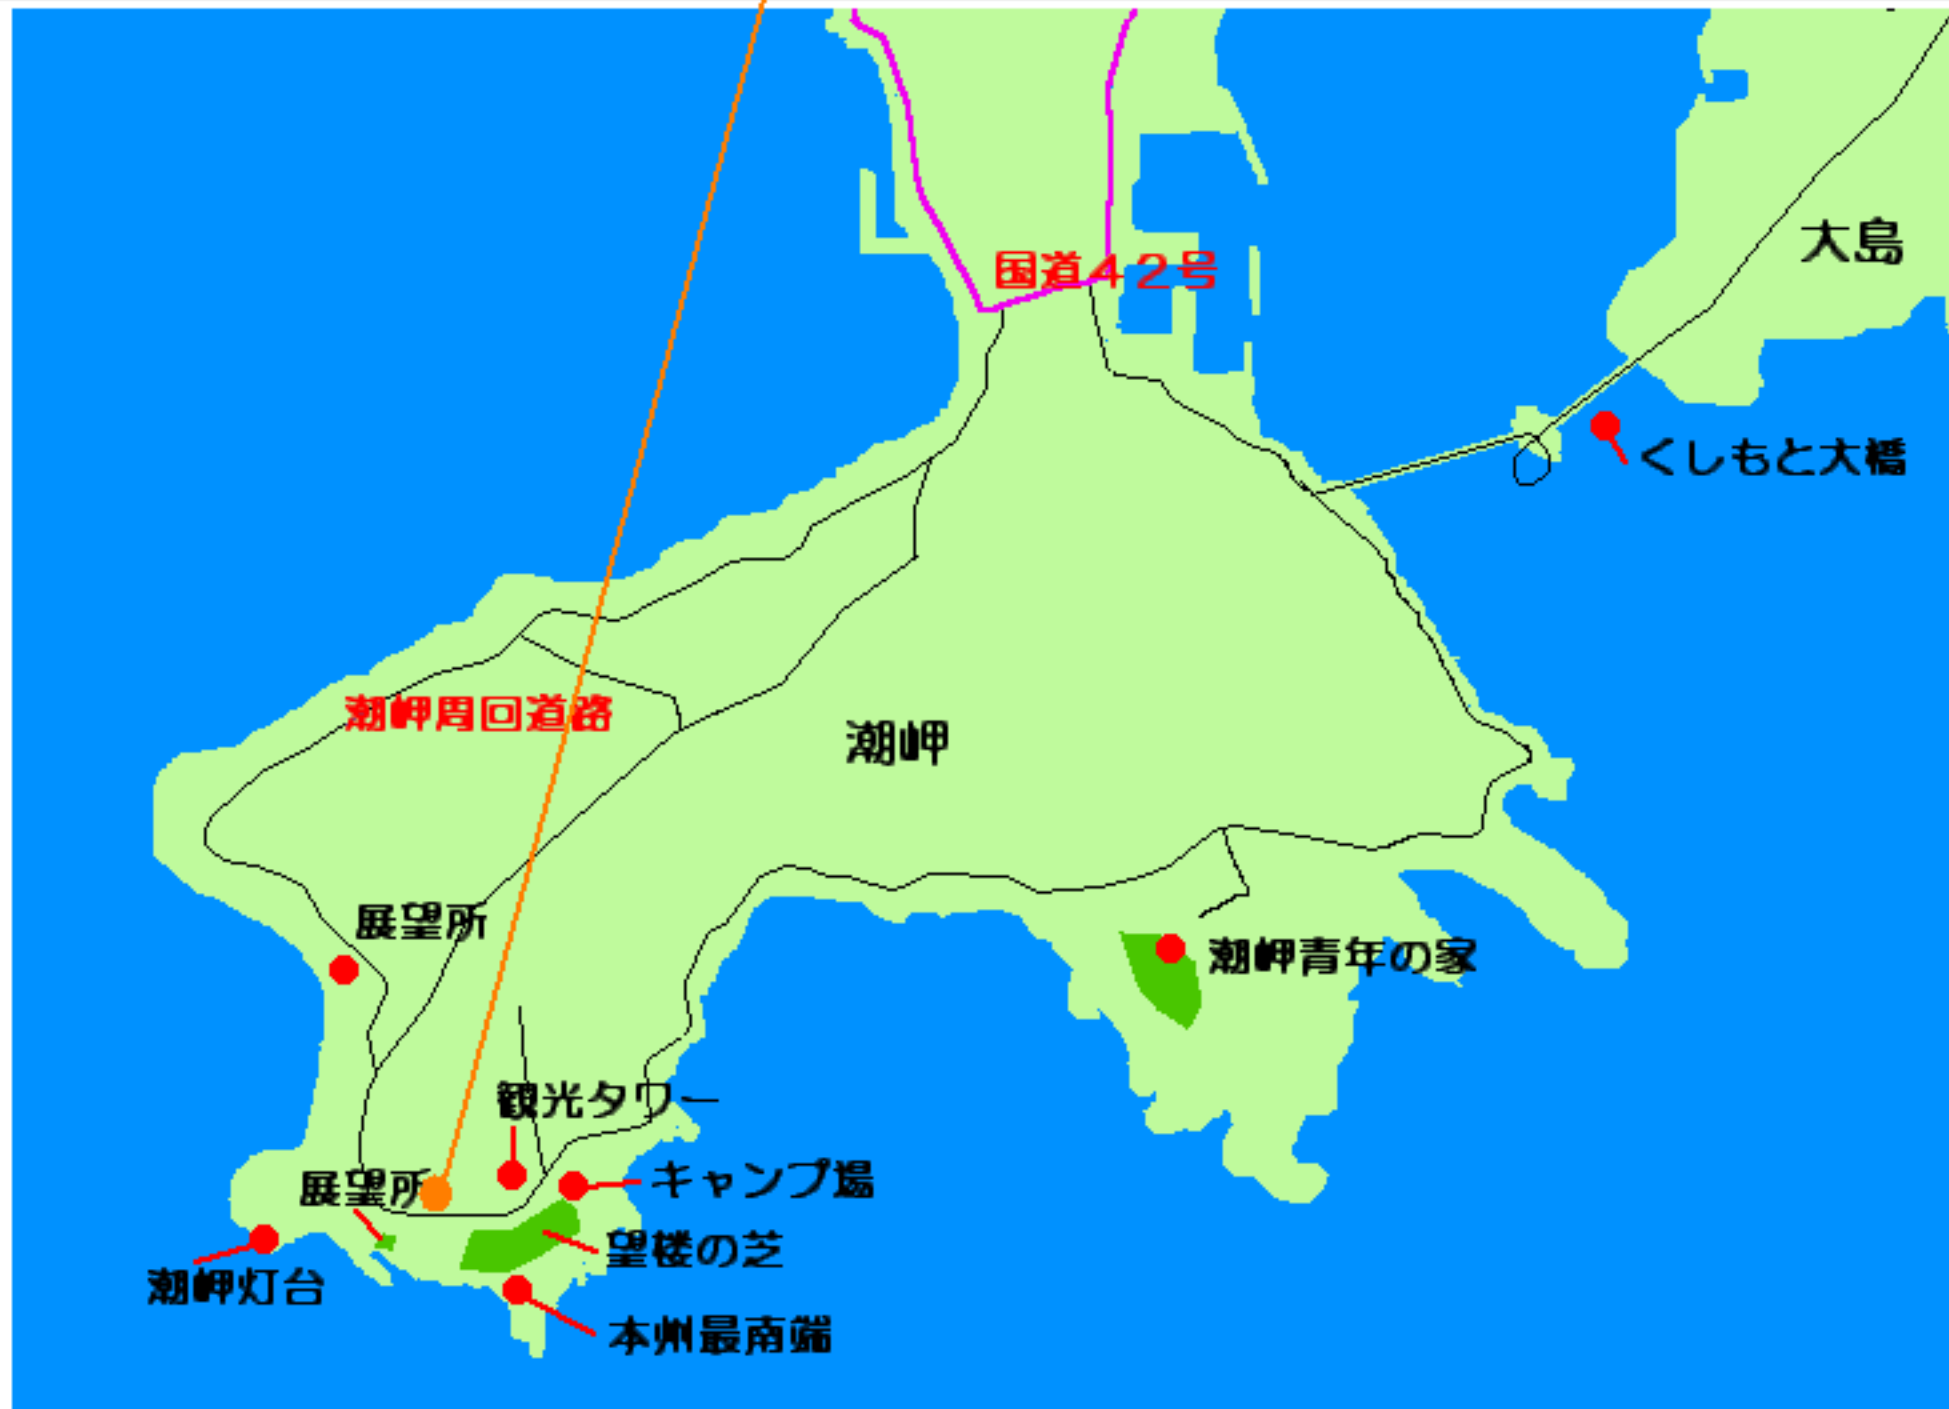 大島
国道４２号
くしもと大橋
潮岬周回道路
潮岬
展望所
潮岬青年の家
観光タワー
展望所
キャンプ場
望楼の芝
潮岬灯台
本州最南端